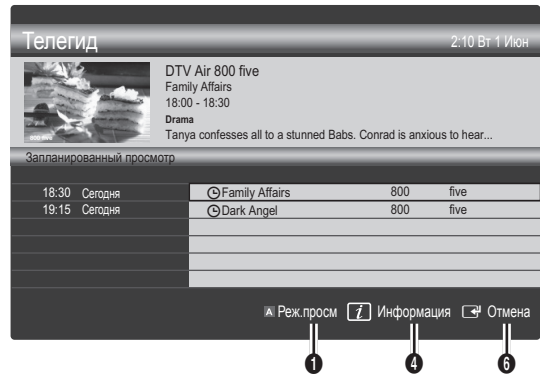 Телегид 2:10 Вт 1 Июн
DTV Air 800 five
Family Affairs
18:00 - 18:30
Drama
Tanya confesses all to a stunned Babs. Conrad is anxious to hear...
800 five
Запланированный просмотр
18:30 Сегодня Family Affairs 800 five
19:15 Сегодня Dark Angel 800 five
A Реж.просм i Информация Отмена
1 4 6